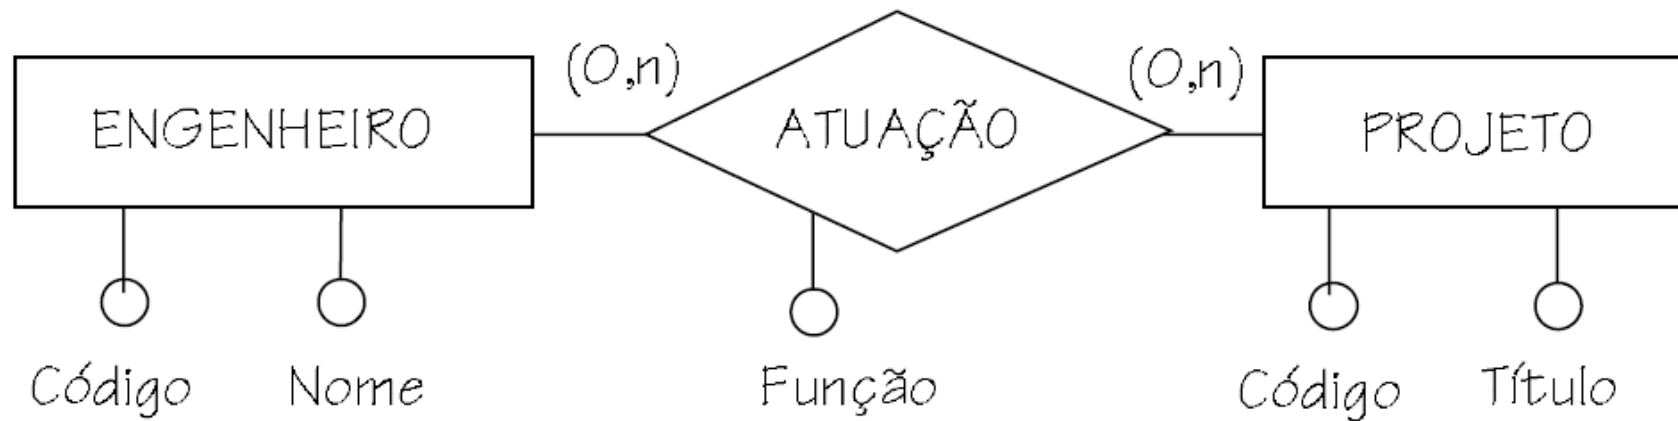 (0,n)
(0,n)
ENGENHEIRO
ATUAÇÃO
PROJETO
Código
Nome
Função
Código
Título